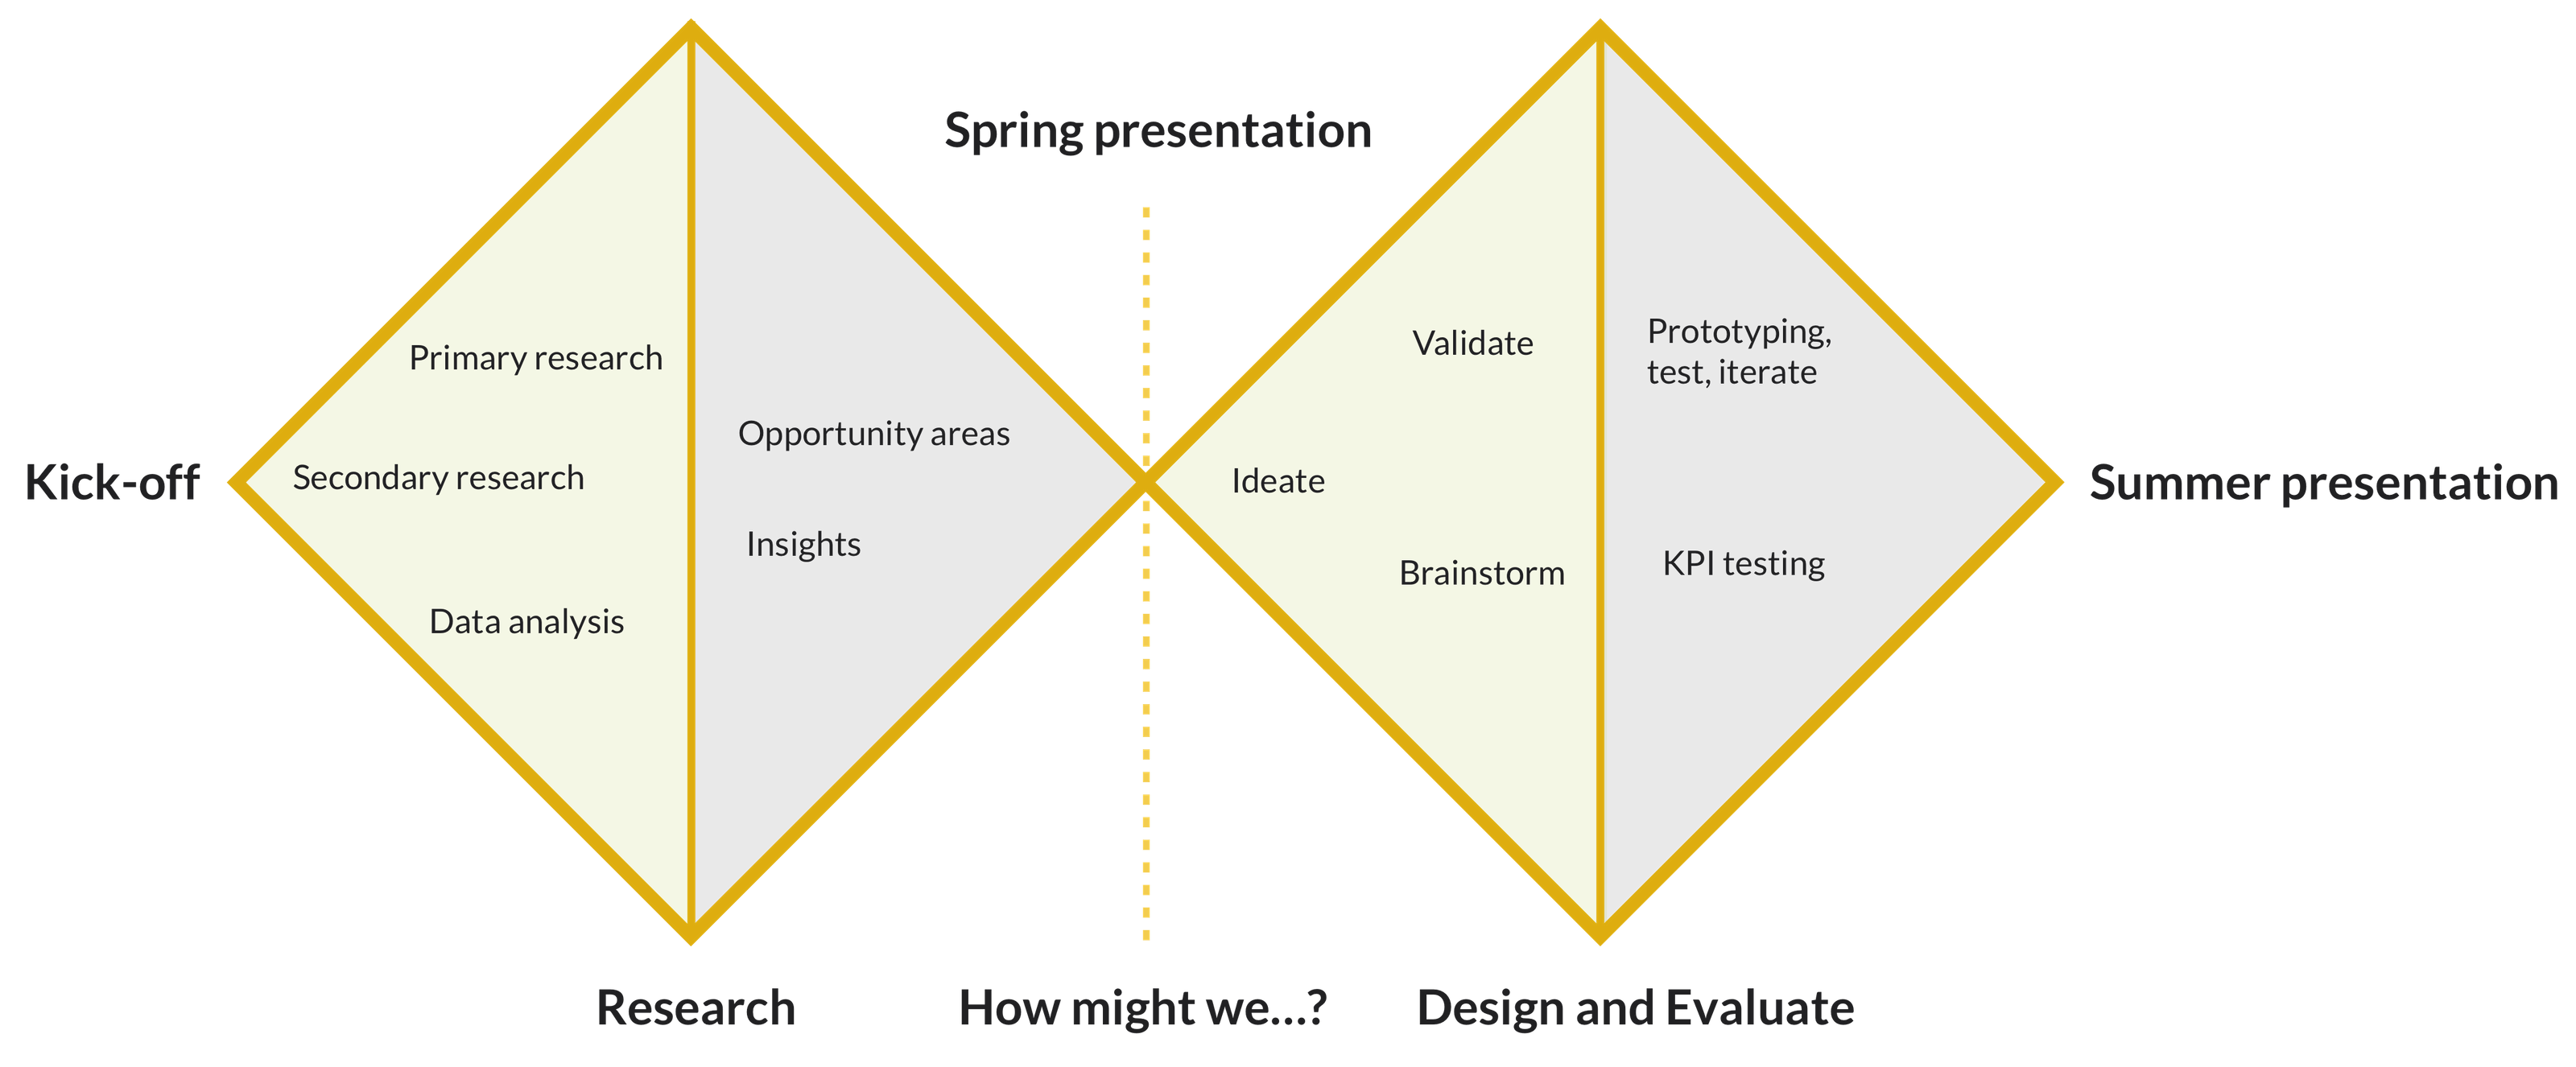 Spring presentation
Kick-off
Primary research
Secondary research
Data analysis
Opportunity areas
Insights
Validate
Ideate
Brainstorm
Prototyping,
test, iterate
KPI testing
Summer presentation
Research
How might we...?
Design and Evaluate